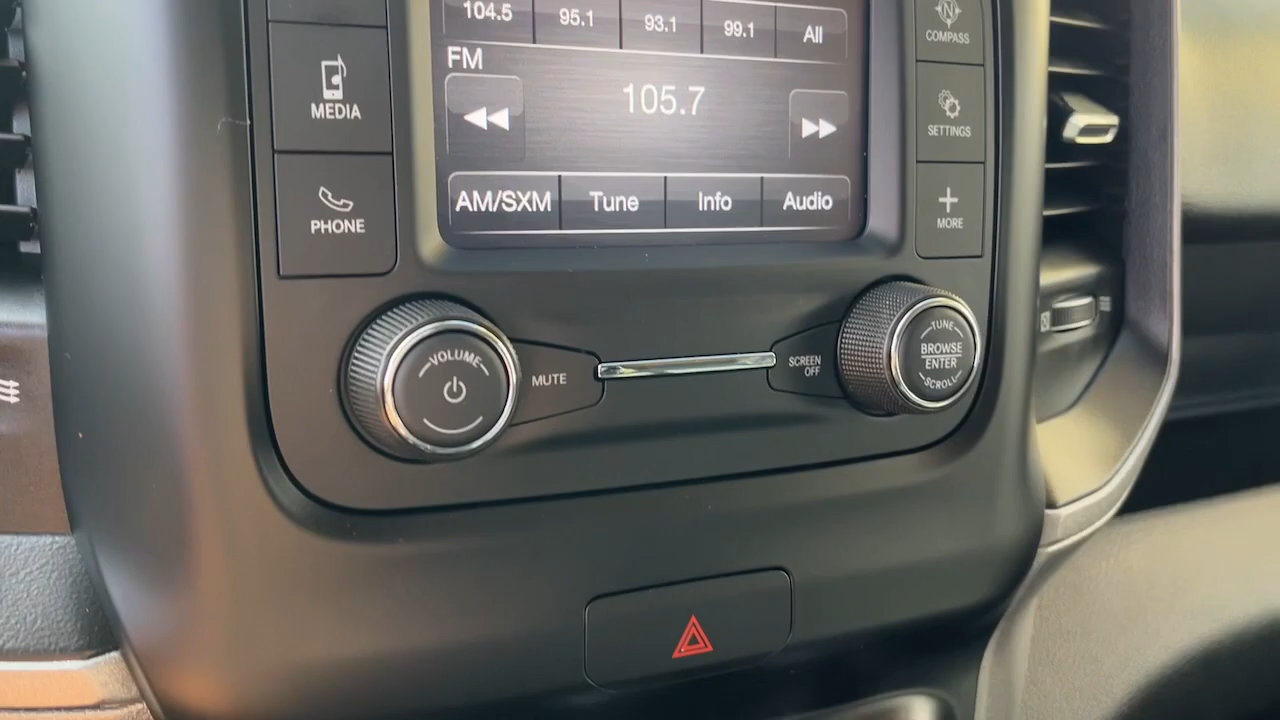 104.5
95.1
93.1
99.1
All
COMPASS
MEDIA
FM
105.7
SETTINGS
PHONE
AM/SXM
Tune
Info
Audio
MORE
VOLUME
MUTE
SCREEN
OFF
TUNE
BROWSE
ENTER
SCROLL